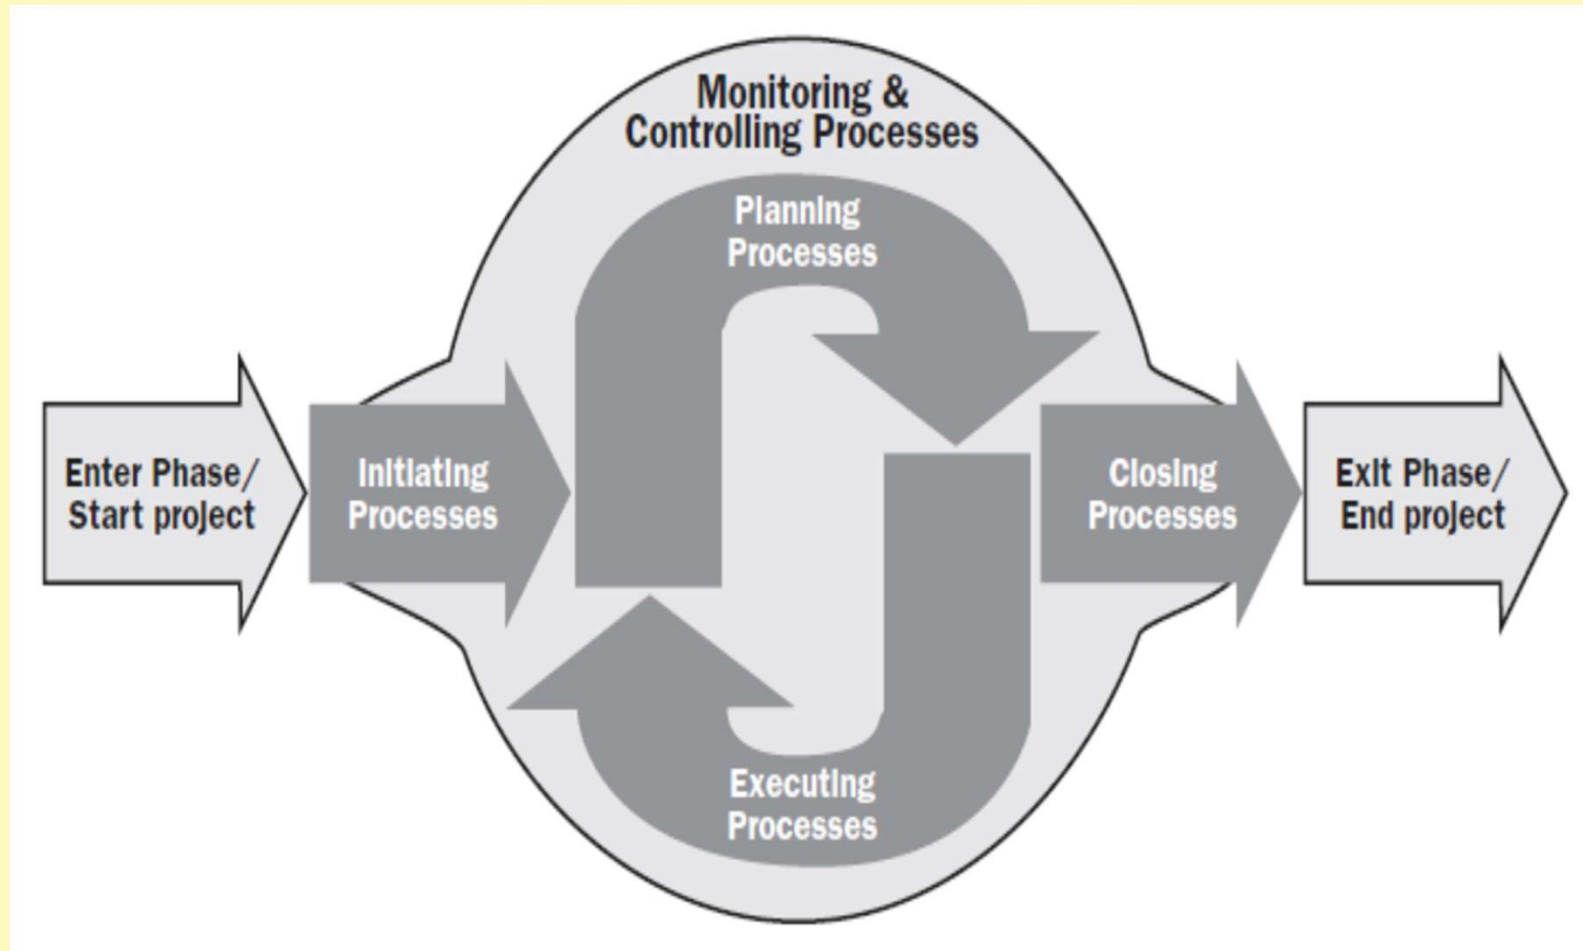 Monitoring &
Controlling Processes
Planning
Processes
Enter Phase/
Start project
Initiating
Processes
Closing
Processes
Exit Phase/
End project
Executing
Processes